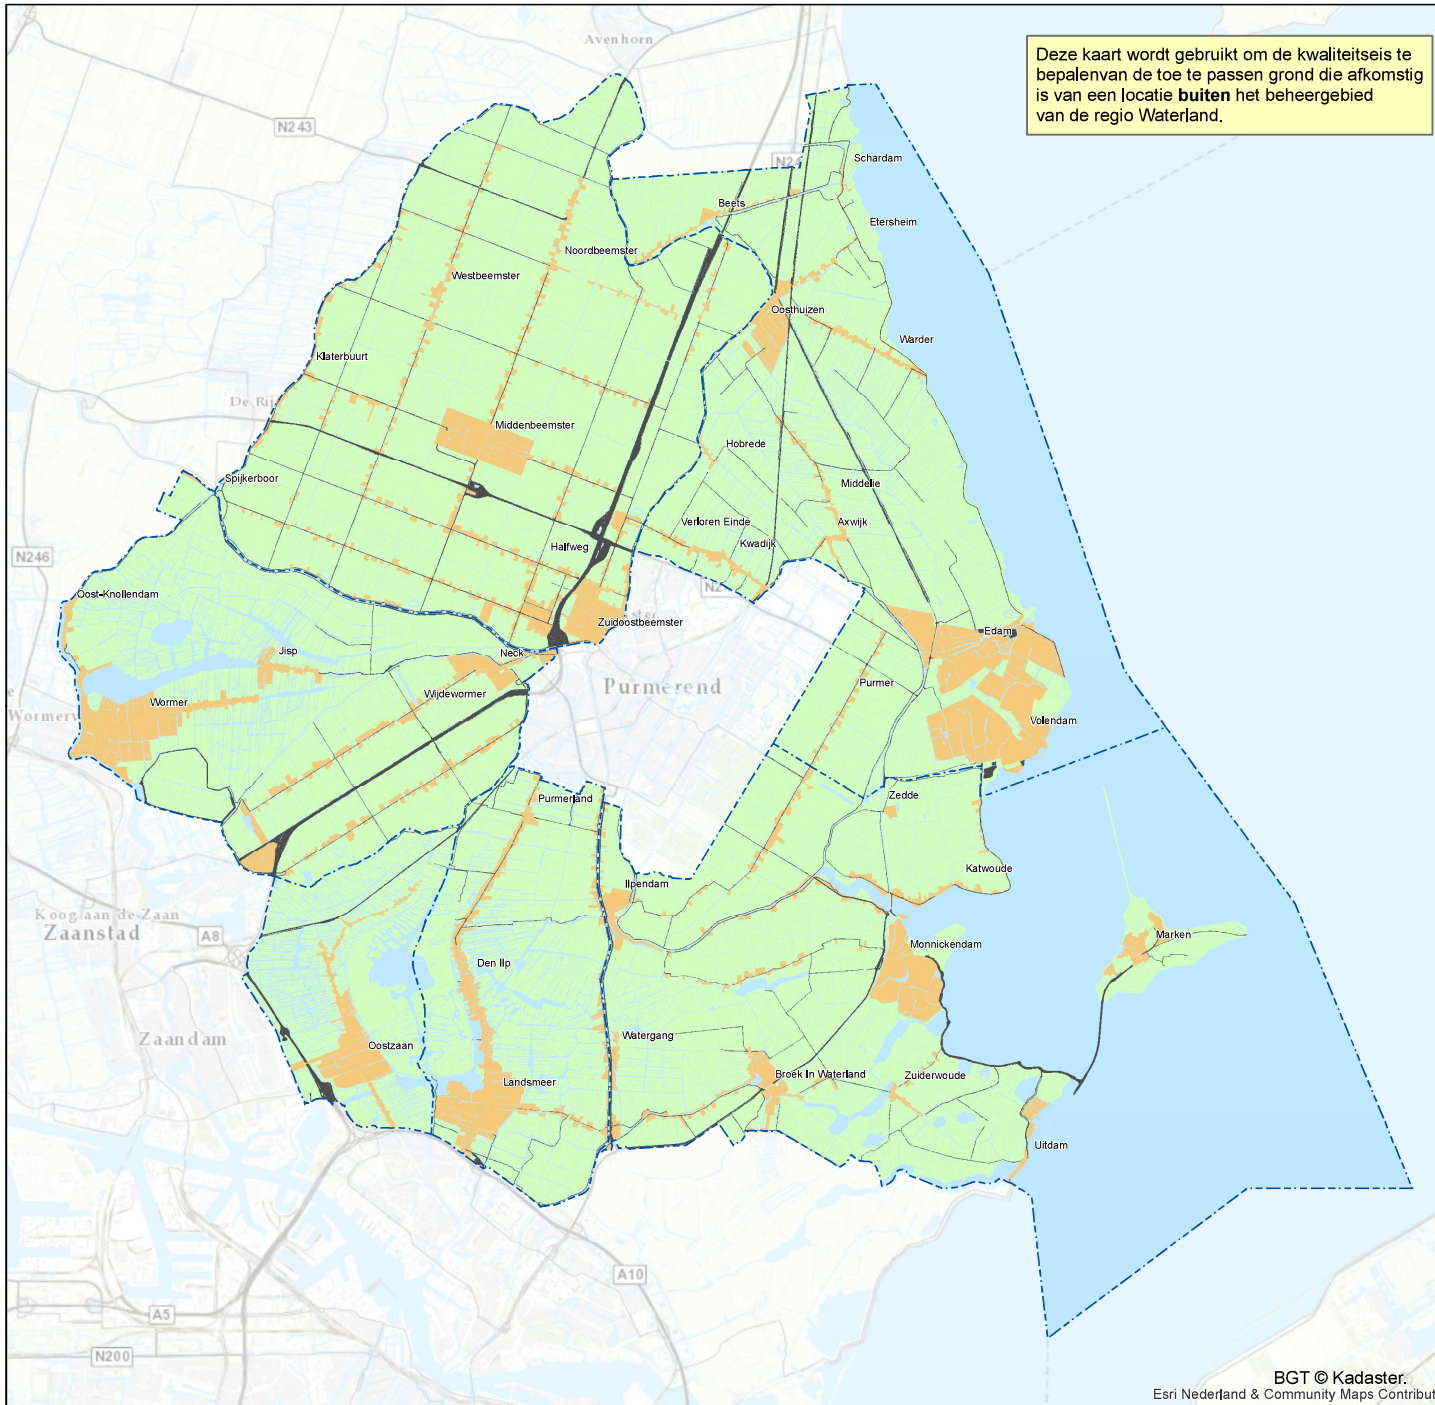 Avenhorn
Deze kaart wordt gebruikt om de kwaliteitseis te
bepalenvan de toe te passen grond die afkomstig
is van een locatie buiten het beheergebied
van de regio Waterland.
N243
Schardam
Beets
Etersheim
Noordbeemster
Westbeemster
Oosthuizen
Warder
Klaterbuurt
De Rij
Middenbeemster
Hobrede
Spijkerboor
Middelie
Verloren Einde
Axwijk
Kwadijk
Halfweg
N246
Oost-Knollendam
Zuidoostbeemster
Edam
Jisp
Neck
Purmerend
Purmer
Wijdewormer
Wormer
Volendam
Purmerland
Zedde
Katwoude
Ilpendam
Koog aan de Zaan
Zaanstad
A8
Marken
Monnickendam
Den Ilp
Zaandam
Watergang
Oostzaan
Broek In Waterland
Zuiderwoude
Landsmeer
Uitdam
A10
A5
N200
BGT © Kadaster.
Esri Nederland & Community Maps Contribut